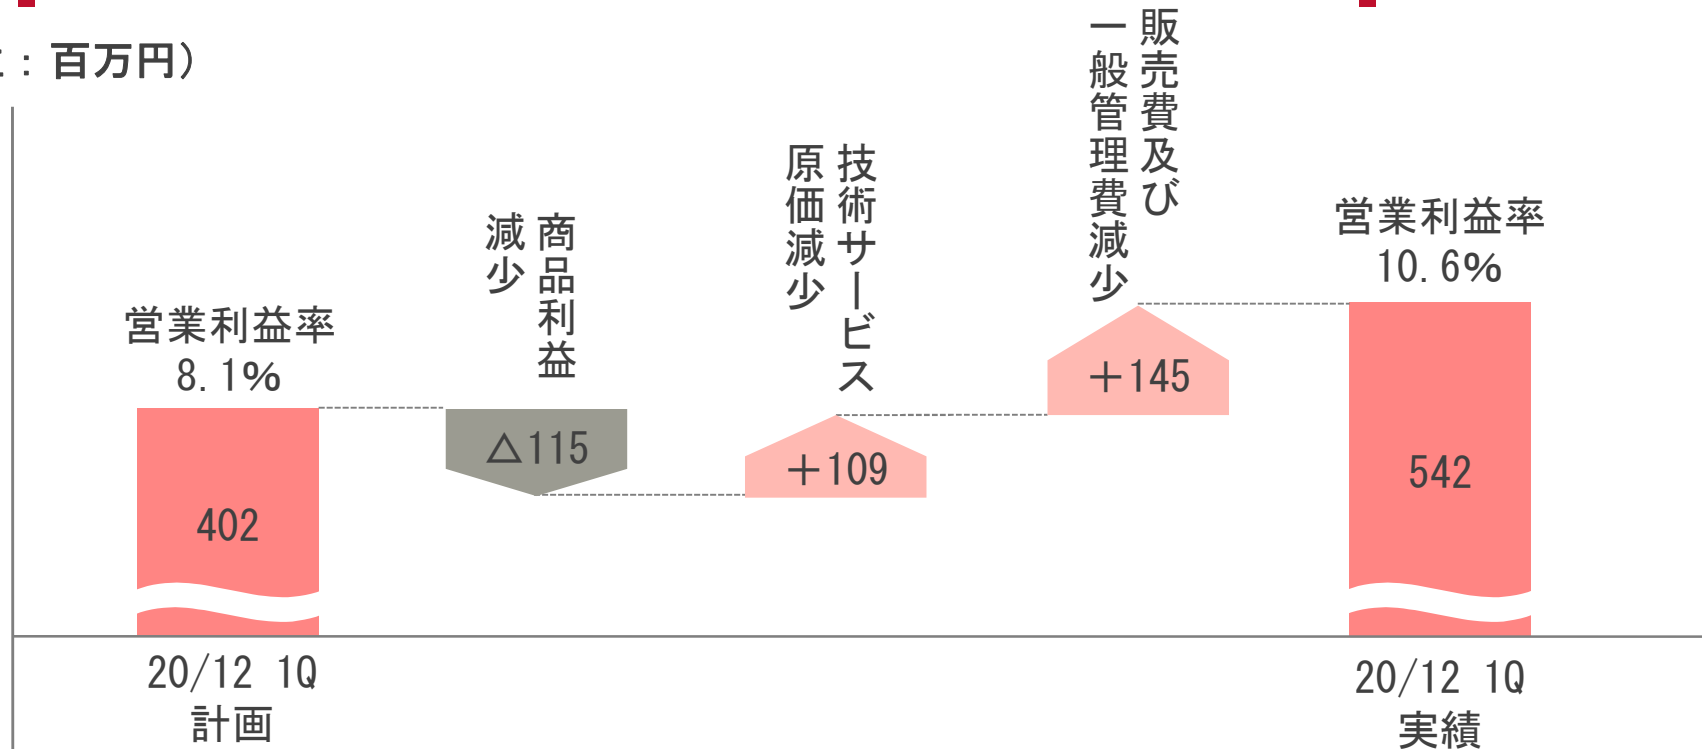 ：百万円）
営業利益率
8.1%
402
20/12 1Q
計画
商品利益
減少
△115
技術サービス
原価減少
＋109
販売費及び
一般管理費減少
＋145
営業利益率
10.6%
542
20/12 1Q
実績